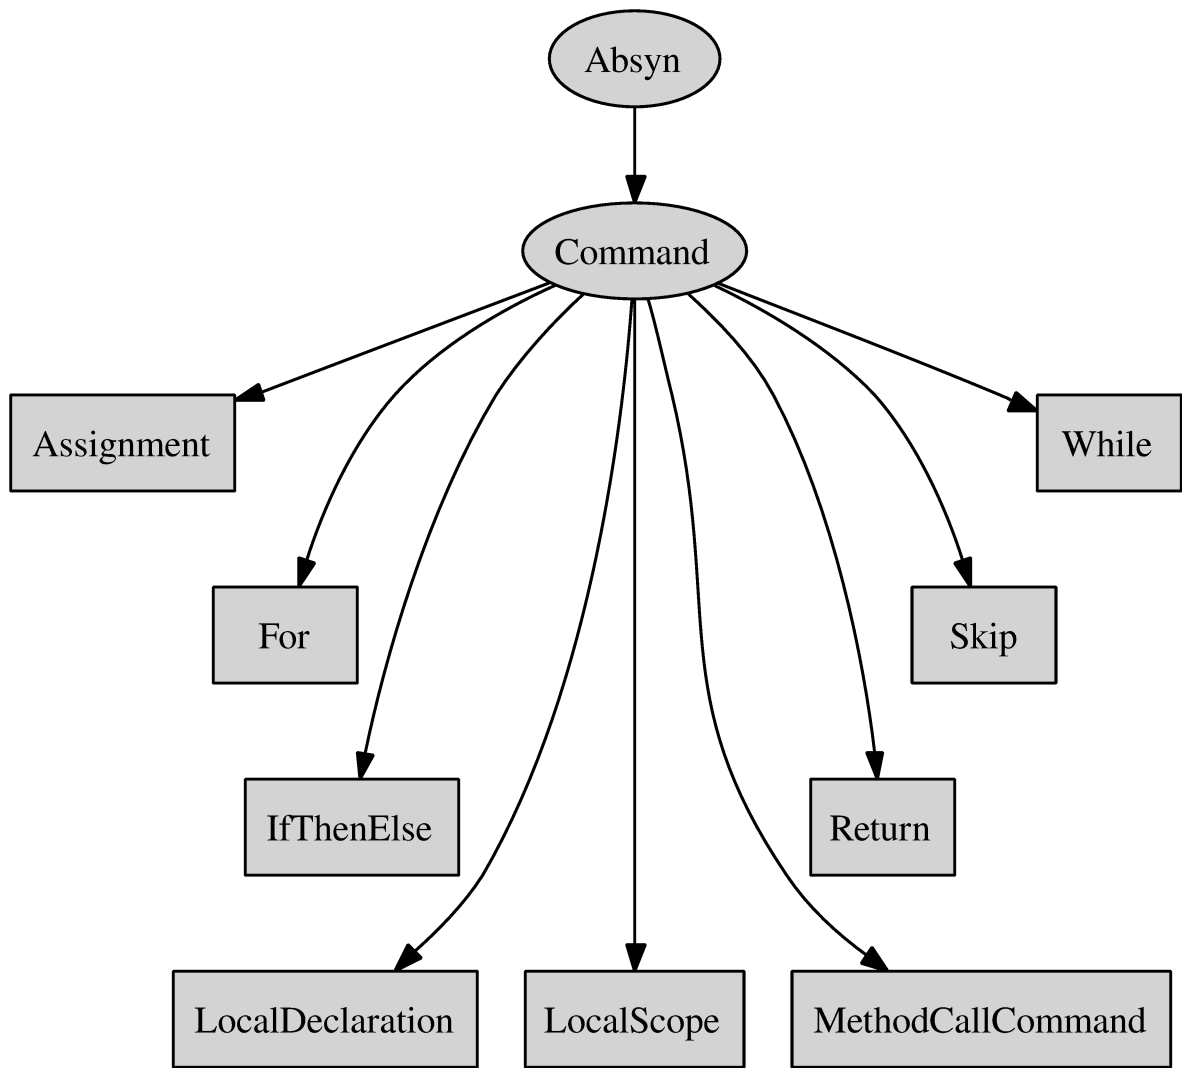 Absyn
Command
Assignment
While
For
Skip
IfThenElse
Return
LocalDeclaration
LocalScope
MethodCallCommand